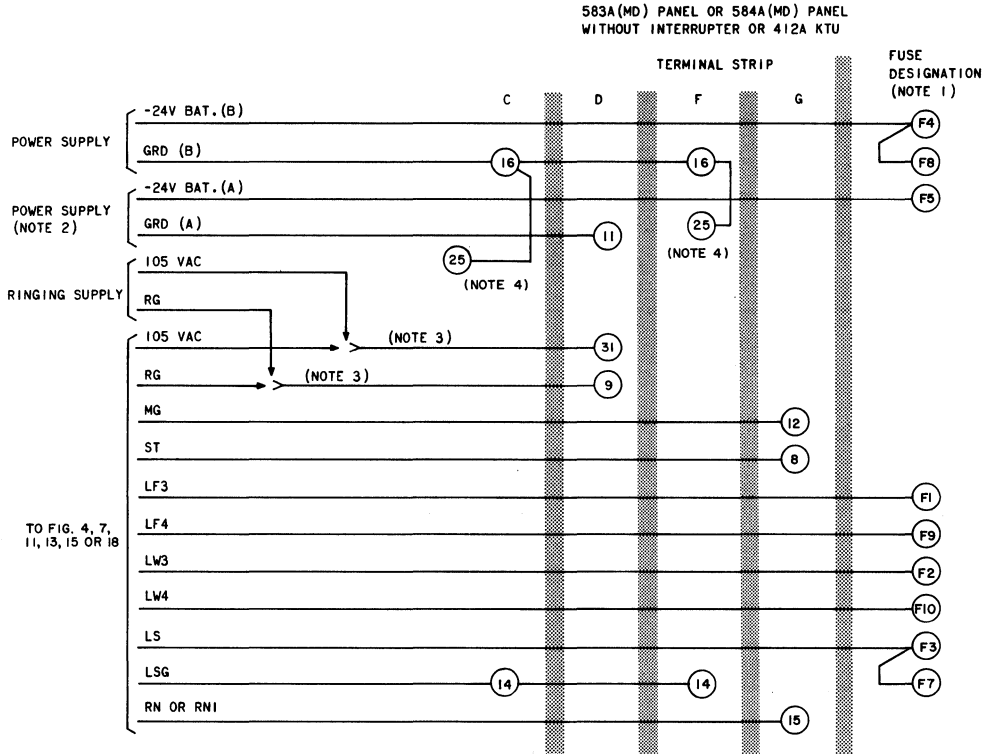 583A(MD) PANEL OR 584A(MD) PANEL
WITHOUT INTERRUPTER OR 412A KTU
TERMINAL STRIP
FUSE
DESIGNATION
(NOTE 1)
C D F G
-24V BAT.(B) F4
POWER SUPPLY
GRD (B) 16 16 F8
-24V BAT.(A) F5
POWER SUPPLY
(NOTE 2)
GRD (A) 11 25
(NOTE 4)
25
(NOTE 4)
105 VAC
RINGING SUPPLY
RG
105 VAC (NOTE 3) 31
RG (NOTE 3) 9
MG 12
ST 8
LF3 F1
LF4 F9
TO FIG. 4, 7,
11, 13, 15 OR 18
LW3 F2
LW4 F10
LS F3
LSG 14 14 F7
RN OR RN1 15